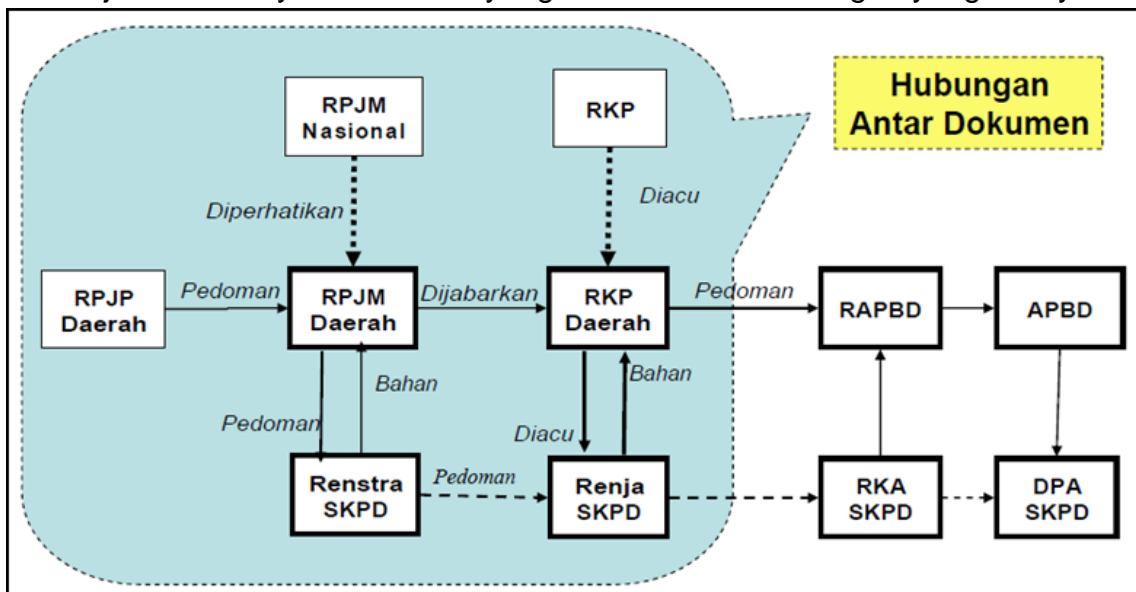 Hubungan
Antar Dokumen
RPJM
Nasional
RKP
Diperhatikan
Diacu
RPJP
Daerah
Pedoman
RPJM
Daerah
Dijabarkan
RKP
Daerah
Pedoman
RAPBD
APBD
Pedoman
Bahan
Diacu
Bahan
Renstra
SKPD
Pedoman
Renja
SKPD
RKA
SKPD
DPA
SKPD